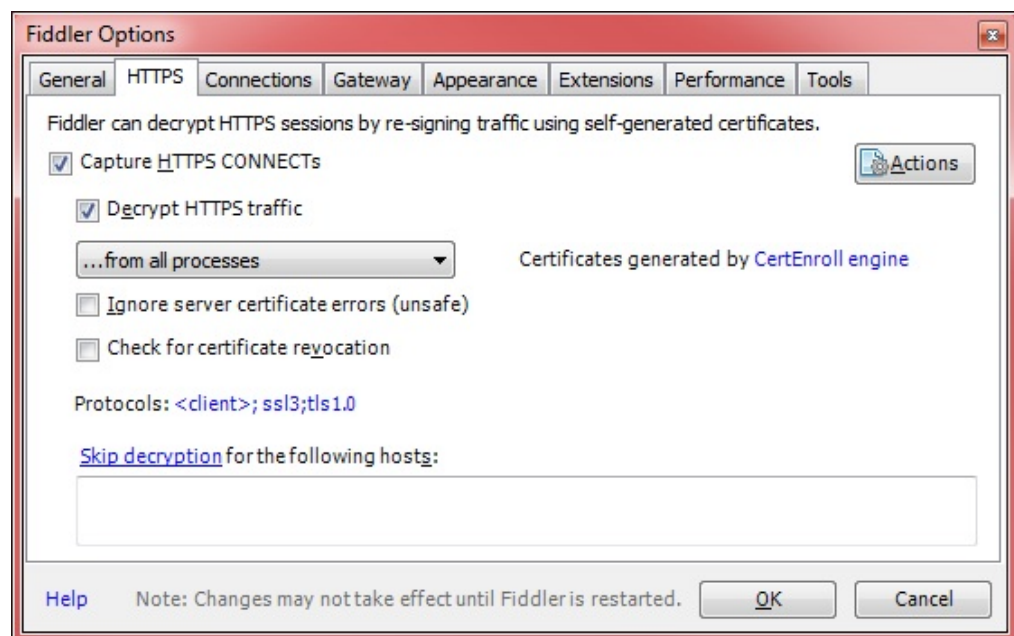 Fiddler Options
General HTTPS Connections Gateway Appearance Extensions Performance Tools
Fiddler can decrypt HTTPS sessions by re-signing traffic using self-generated certificates.
Capture HTTPS CONNECTs Actions
Decrypt HTTPS traffic
...from all processes Certificates generated by CertEnroll engine
Ignore server certificate errors (unsafe)
Check for certificate revocation
Protocols: <client>; ssl3;tls1.0
Skip decryption for the following hosts:
Help Note: Changes may not take effect until Fiddler is restarted. OK Cancel